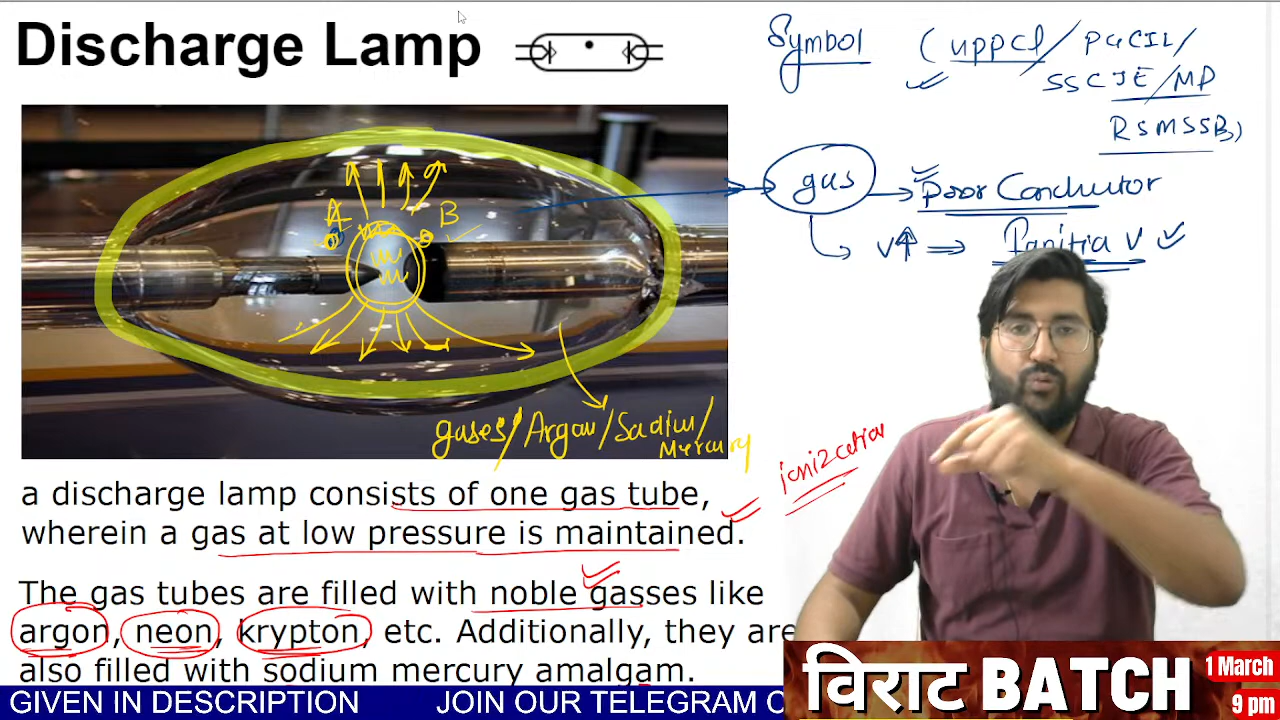 Discharge Lamp
Symbol (UPPCL/PGCIL/
SSC JE/MP
RSMSSB)
gas → Poor Conductor
V↑ ⇒ V
A B
gases/Argon/Sodium/
Mercury
ionization
a discharge lamp consists of one gas tube,
wherein a gas at low pressure is maintained.
The gas tubes are filled with noble gasses like
argon, neon, krypton, etc. Additionally, they are
also filled with sodium mercury amalgam.
विराट BATCH
1 March
9 pm
GIVEN IN DESCRIPTION JOIN OUR TELEGRAM C